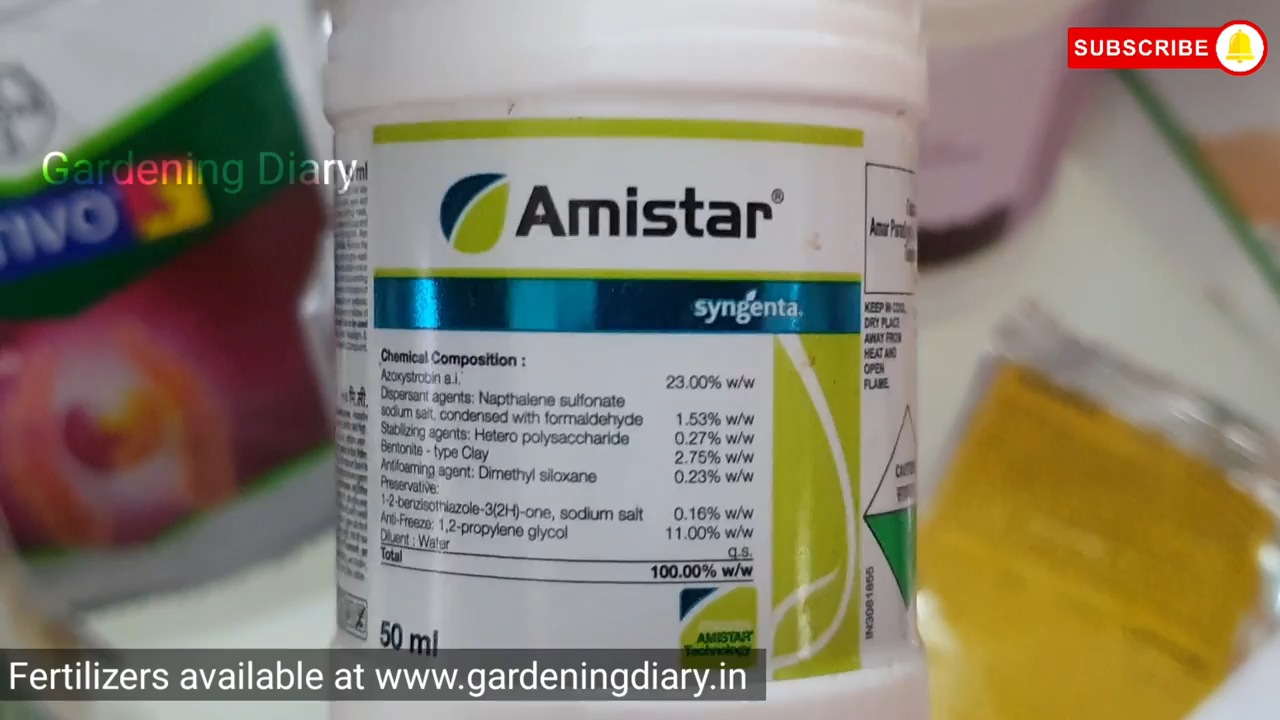 SUBSCRIBE
Gardening Diary
TIVO
Amistar®
syngenta
Chemical Composition :
Azoxystrobin a.i. 23.00% w/w
Dispersant agents: Napthalene sulfonate
sodium salt, condensed with formaldehyde 1.53% w/w
Stabilizing agents: Hetero polysaccharide 0.27% w/w
Bentonite - type Clay 2.75% w/w
Antifoaming agent: Dimethyl siloxane 0.23% w/w
Preservative:
1-2-benzisothiazole-3(2H)-one, sodium salt 0.16% w/w
Anti-Freeze: 1,2-propylene glycol 11.00% w/w
Diluent : Water q.s.
Total 100.00% w/w
50 ml
AMISTAR
Technology
Amar
KEEP IN COOL,
DRY PLACE
AWAY FROM
HEAT AND
OPEN
FLAME.
Fertilizers available at www.gardeningdiary.in